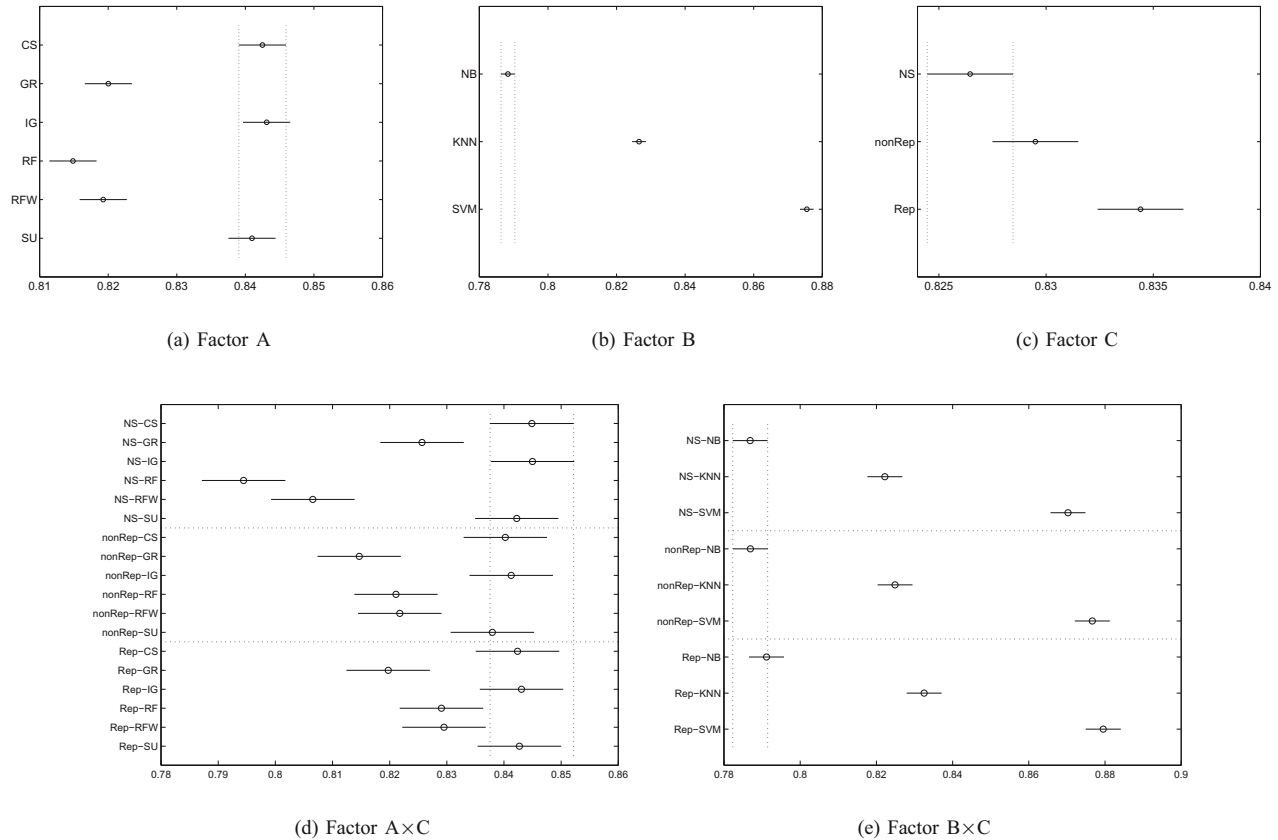 CS
GR
IG
RF
RFW
SU
0.81 0.82 0.83 0.84 0.85 0.86
(a) Factor A
NB
KNN
SVM
0.78 0.8 0.82 0.84 0.86 0.88
(b) Factor B
NS
nonRep
Rep
0.825 0.83 0.835 0.84
(c) Factor C
NS−CS
NS−GR
NS−IG
NS−RF
NS−RFW
NS−SU
nonRep−CS
nonRep−GR
nonRep−IG
nonRep−RF
nonRep−RFW
nonRep−SU
Rep−CS
Rep−GR
Rep−IG
Rep−RF
Rep−RFW
Rep−SU
0.78 0.79 0.8 0.81 0.82 0.83 0.84 0.85 0.86
(d) Factor A×C
NS−NB
NS−KNN
NS−SVM
nonRep−NB
nonRep−KNN
nonRep−SVM
Rep−NB
Rep−KNN
Rep−SVM
0.78 0.8 0.82 0.84 0.86 0.88 0.9
(e) Factor B×C